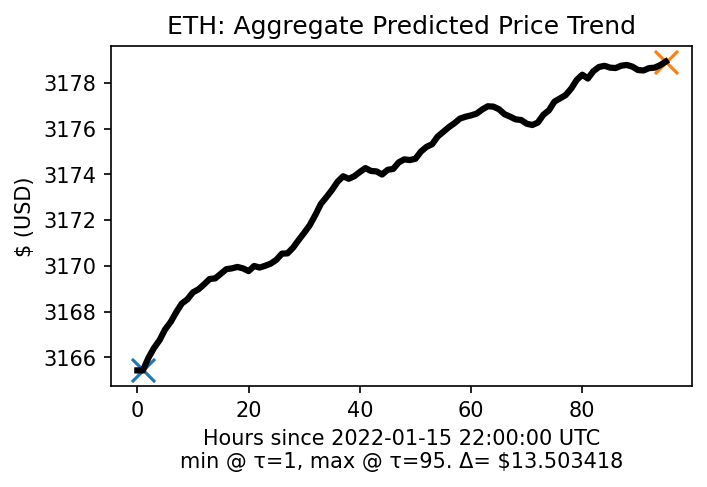 ETH: Aggregate Predicted Price Trend
3178
3176
3174
3172
3170
3168
3166
$ (USD)
0 20 40 60 80
Hours since 2022-01-15 22:00:00 UTC
min @ τ=1, max @ τ=95. Δ= $13.503418